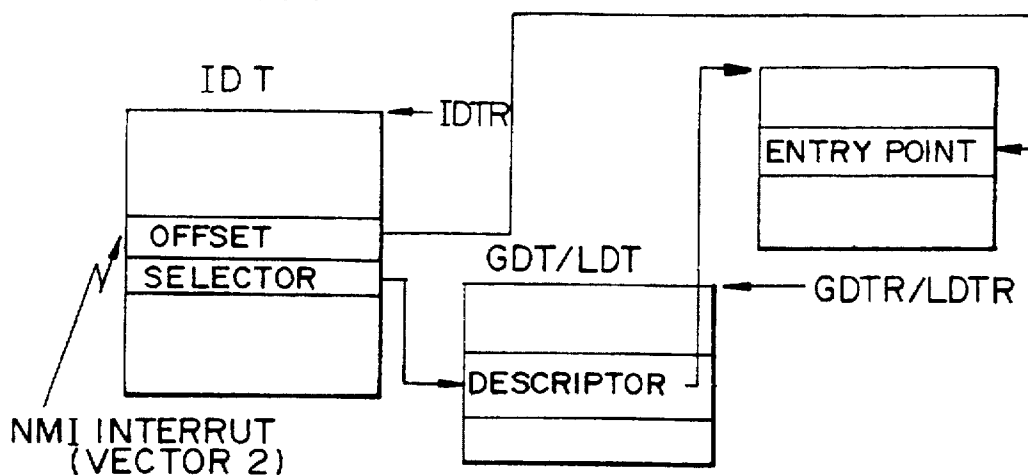 IDT
IDTR
ENTRY POINT
OFFSET
SELECTOR
GDT/LDT
GDTR/LDTR
DESCRIPTOR
NMI INTERRUT
(VECTOR 2)